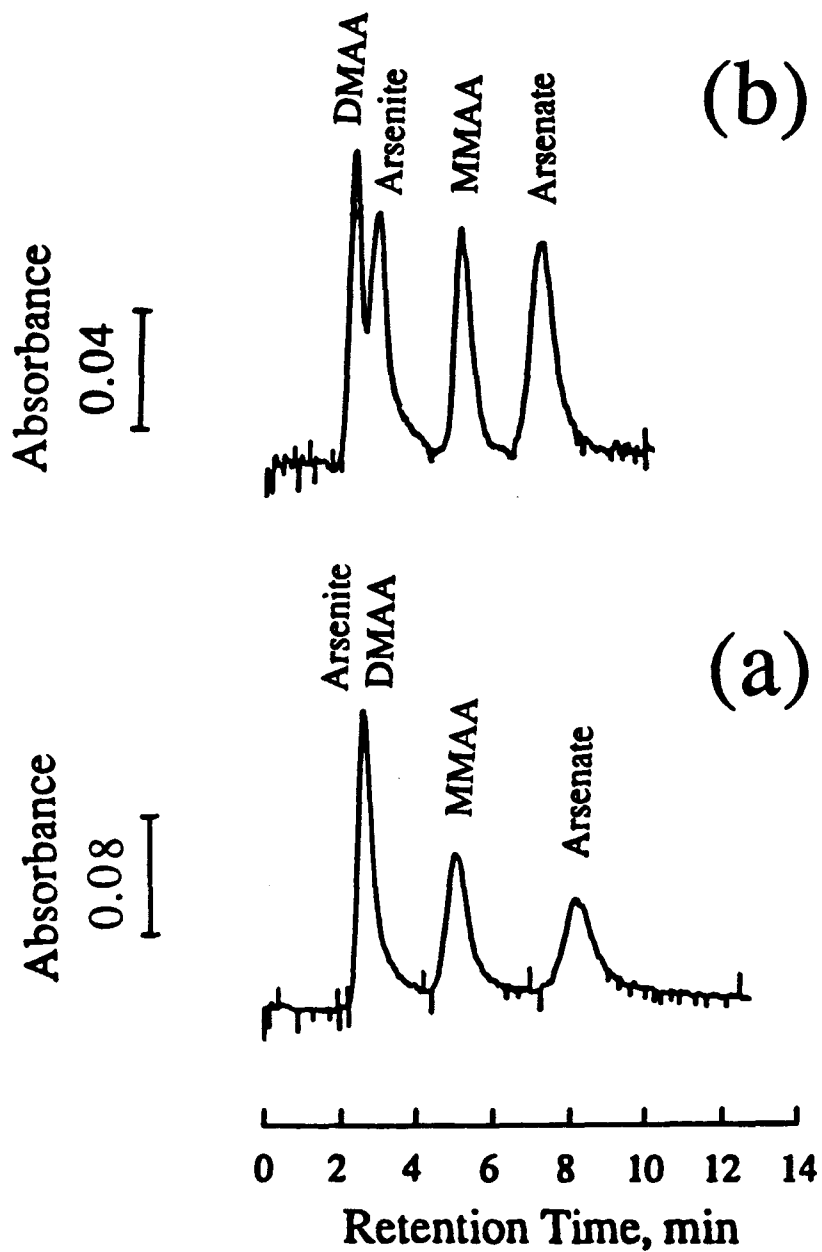 (b)
DMAA
Arsenite
MMAA
Arsenate
Absorbance
0.04
(a)
Arsenite
DMAA
MMAA
Arsenate
Absorbance
0.08
0 2 4 6 8 10 12 14
Retention Time, min